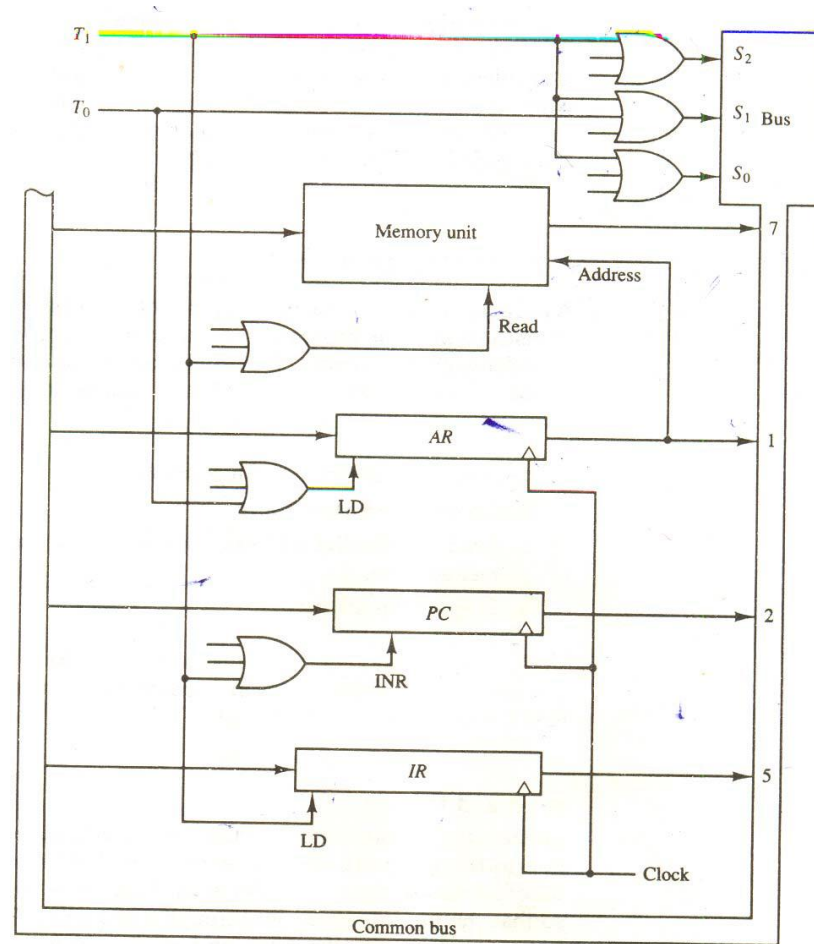 T₁
S₂
T₀
S₁ Bus
S₀
Memory unit
7
Address
Read
AR
1
LD
PC
2
INR
IR
5
LD
Clock
Common bus